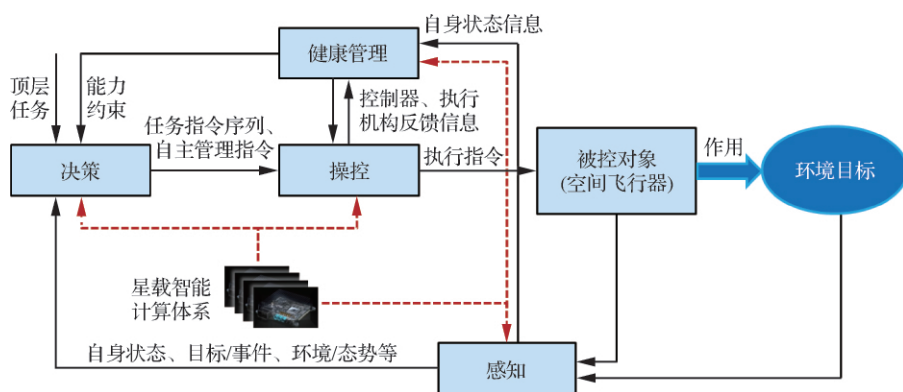 自身状态信息
健康管理
顶层
任务
能力
约束
控制器、执行
机构反馈信息
任务指令序列、
自主管理指令
决策
操控
执行指令
被控对象
(空间飞行器)
作用
环境目标
星载智能
计算体系
自身状态、目标/事件、环境/态势等
感知